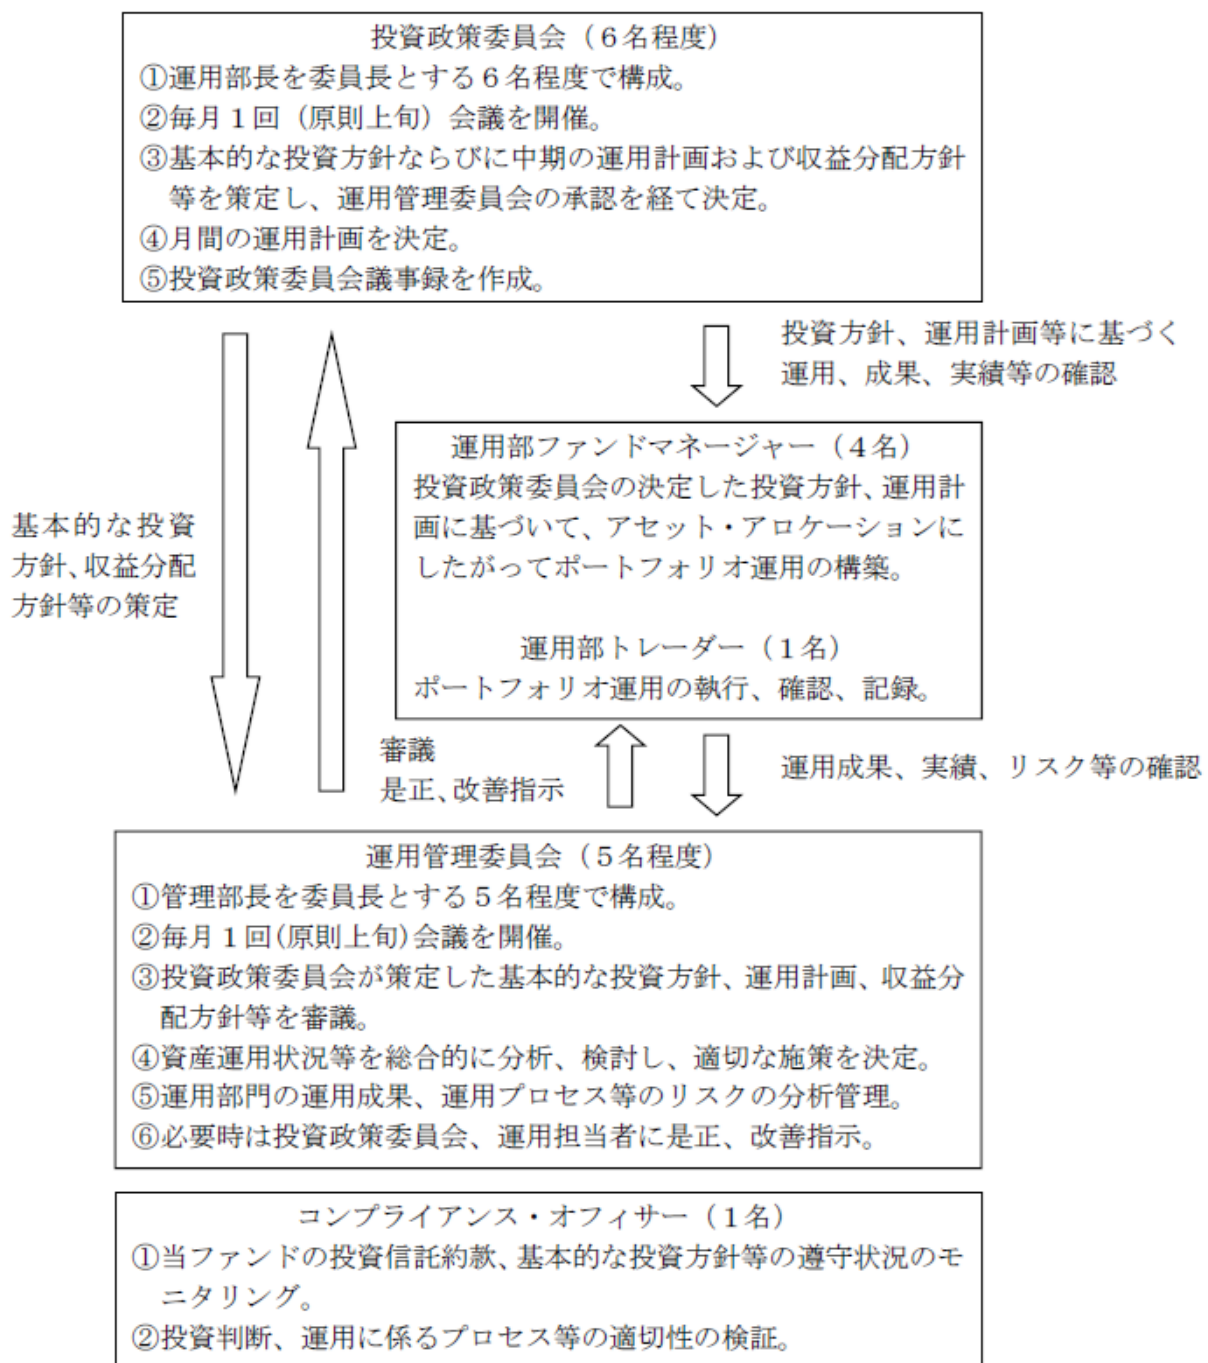 投資政策委員会（６名程度）
①運用部長を委員長とする６名程度で構成。
②毎月１回（原則上旬）会議を開催。
③基本的な投資方針ならびに中期の運用計画および収益分配方針
等を策定し、運用管理委員会の承認を経て決定。
④月間の運用計画を決定。
⑤投資政策委員会議事録を作成。
投資方針、運用計画等に基づく
運用、成果、実績等の確認
運用部ファンドマネージャー（４名）
投資政策委員会の決定した投資方針、運用計
画に基づいて、アセット・アロケーションに
したがってポートフォリオ運用の構築。
運用部トレーダー（１名）
ポートフォリオ運用の執行、確認、記録。
基本的な投資
方針、収益分配
方針等の策定
審議
是正、改善指示
運用成果、実績、リスク等の確認
運用管理委員会（５名程度）
①管理部長を委員長とする５名程度で構成。
②毎月１回(原則上旬)会議を開催。
③投資政策委員会が策定した基本的な投資方針、運用計画、収益分
配方針等を審議。
④資産運用状況等を総合的に分析、検討し、適切な施策を決定。
⑤運用部門の運用成果、運用プロセス等のリスクの分析管理。
⑥必要時は投資政策委員会、運用担当者に是正、改善指示。
コンプライアンス・オフィサー（１名）
①当ファンドの投資信託約款、基本的な投資方針等の遵守状況のモ
ニタリング。
②投資判断、運用に係るプロセス等の適切性の検証。